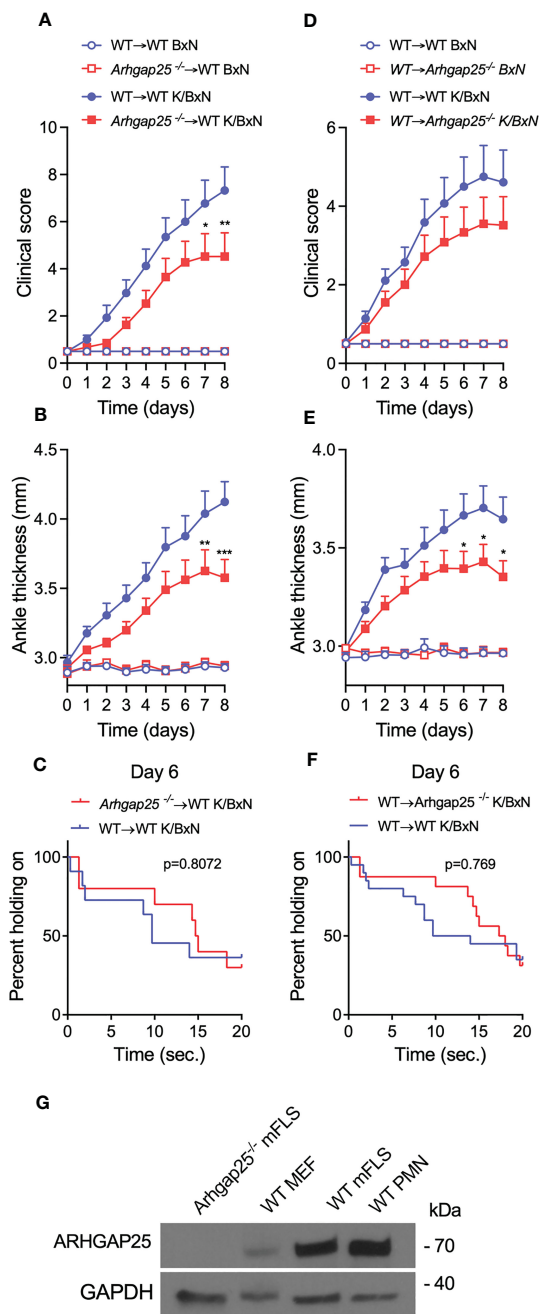 A
WT→WT BxN
Arhgap25 -/-→WT BxN
WT→WT K/BxN
Arhgap25 -/-→WT K/BxN
Clinical score
10
8
6
4
2
0
* **
0 1 2 3 4 5 6 7 8
Time (days)
D
WT→WT BxN
WT→Arhgap25-/- BxN
WT→WT K/BxN
WT→Arhgap25-/- K/BxN
Clinical score
6
4
2
0
0 1 2 3 4 5 6 7 8
Time (days)
B
Ankle thickness (mm)
4.5
4.0
3.5
3.0
** ***
0 1 2 3 4 5 6 7 8
Time (days)
E
Ankle thickness (mm)
4.0
3.5
3.0
* * *
0 1 2 3 4 5 6 7 8
Time (days)
C
Day 6
Arhgap25 -/-→WT K/BxN
WT→WT K/BxN
p=0.8072
Percent holding on
100
50
0
0 5 10 15 20
Time (sec.)
F
Day 6
WT→Arhgap25 -/- K/BxN
WT→WT K/BxN
p=0.769
Percent holding on
100
50
0
0 5 10 15 20
Time (sec.)
G
Arhgap25-/- mFLS
WT MEF
WT mFLS
WT PMN
kDa
ARHGAP25
- 70
GAPDH
- 40